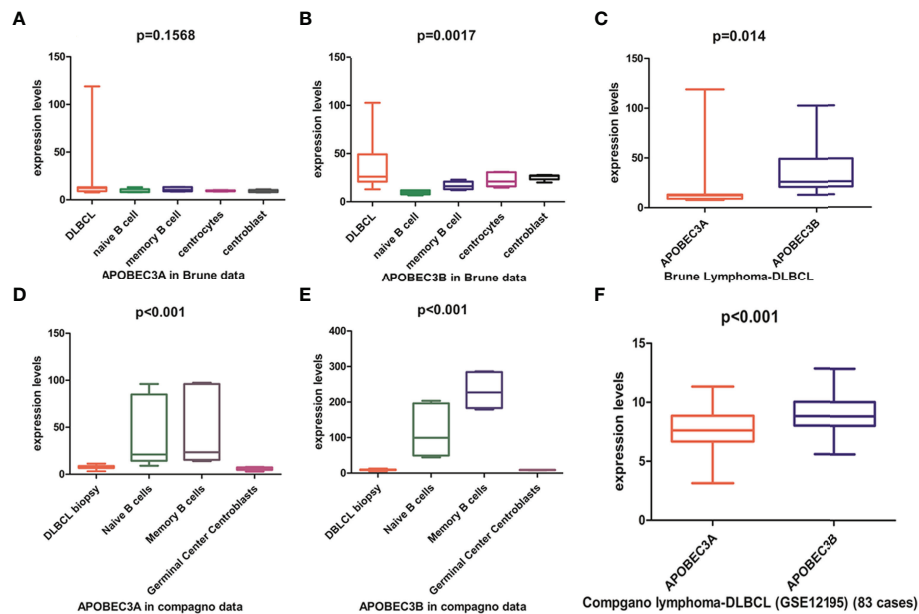 A
p=0.1568
expression levels
150
100
50
0
DLBCL
naive B cell
memory B cell
centrocytes
centroblast
APOBEC3A in Brune data
B
p=0.0017
expression levels
150
100
50
0
DLBCL
naive B cell
memory B cell
centrocytes
centroblast
APOBEC3B in Brune data
C
p=0.014
expression levels
150
100
50
0
APOBEC3A
APOBEC3B
Brune Lymphoma-DLBCL
D
p<0.001
expression levels
150
100
50
0
DLBCL biopsy
Naive B cells
Memory B cells
Germinal Center Centroblasts
APOBEC3A in compagno data
E
p<0.001
expression levels
400
300
200
100
0
DBLCL biopsy
Naive B cells
Memory B cells
Germinal Center Centroblasts
APOBEC3B in compagno data
F
p<0.001
expression levels
15
10
5
0
APOBEC3A
APOBEC3B
Compgano lymphoma-DLBCL (GSE12195) (83 cases)